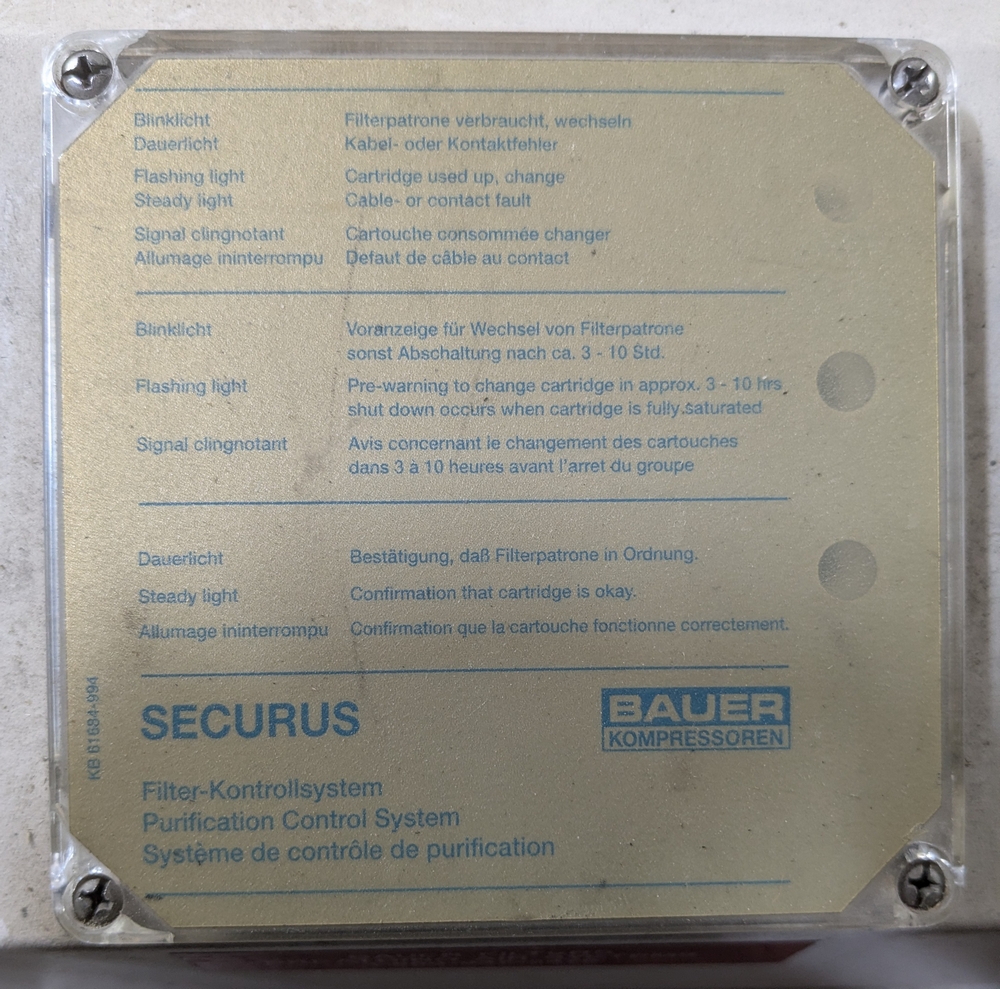 Blinklicht Filterpatrone verbraucht, wechseln
Dauerlicht Kabel- oder Kontaktfehler
Flashing light Cartridge used up, change
Steady light Cable- or contact fault
Signal clingnotant Cartouche consommée changer
Allumage ininterrompu Defaut de câble au contact
Blinklicht Voranzeige für Wechsel von Filterpatrone
sonst Abschaltung nach ca. 3 - 10 Std.
Flashing light Pre-warning to change cartridge in approx. 3 - 10 hrs
shut down occurs when cartridge is fully saturated
Signal clingnotant Avis concernant le changement des cartouches
dans 3 à 10 heures avant l'arret du groupe
Dauerlicht Bestätigung, daß Filterpatrone in Ordnung.
Steady light Confirmation that cartridge is okay.
Allumage ininterrompu Confirmation que la cartouche fonctionne correctement.
KB 61684-994
SECURUS
BAUER
KOMPRESSOREN
Filter-Kontrollsystem
Purification Control System
Système de contrôle de purification